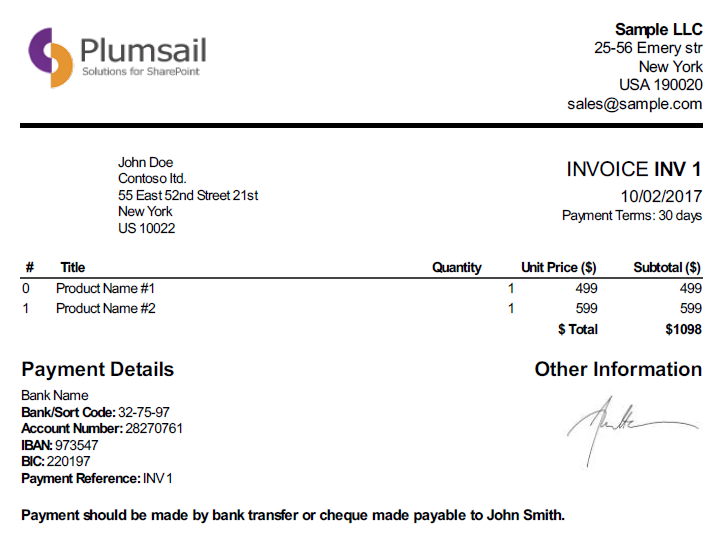 Plumsail
Solutions for SharePoint
Sample LLC
25-56 Emery str
New York
USA 190020
sales@sample.com
John Doe
Contoso ltd.
55 East 52nd Street 21st
New York
US 10022
INVOICE INV 1
10/02/2017
Payment Terms: 30 days
# Title Quantity Unit Price ($) Subtotal ($)
0 Product Name #1 1 499 499
1 Product Name #2 1 599 599
$ Total $1098
Payment Details
Bank Name
Bank/Sort Code: 32-75-97
Account Number: 28270761
IBAN: 973547
BIC: 220197
Payment Reference: INV 1
Other Information
Payment should be made by bank transfer or cheque made payable to John Smith.